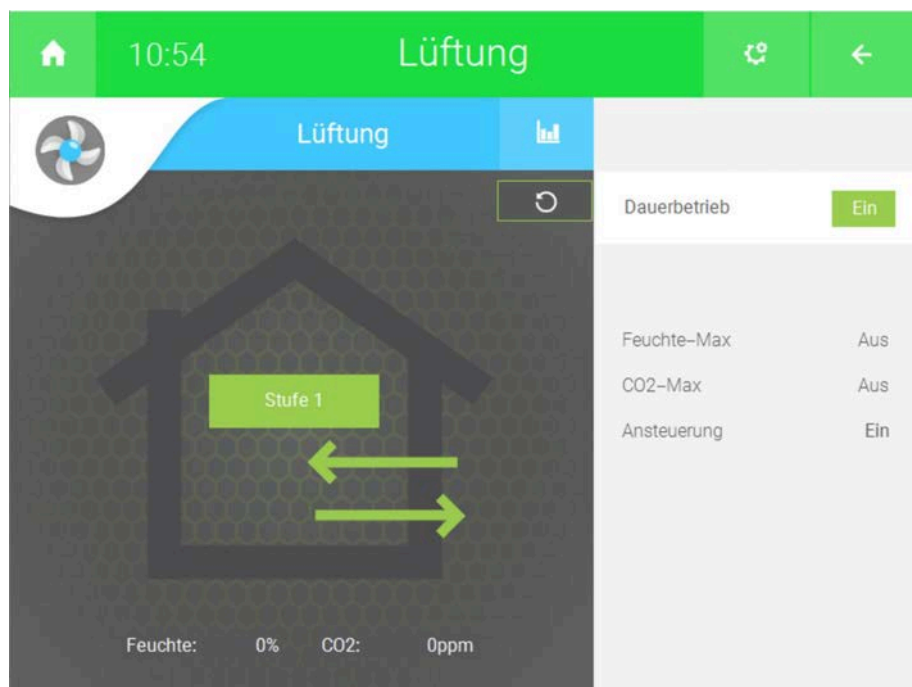 10:54 Lüftung
Lüftung
Dauerbetrieb Ein
Feuchte-Max Aus
Stufe 1
CO2-Max Aus
Ansteuerung Ein
Feuchte: 0% CO2: 0ppm